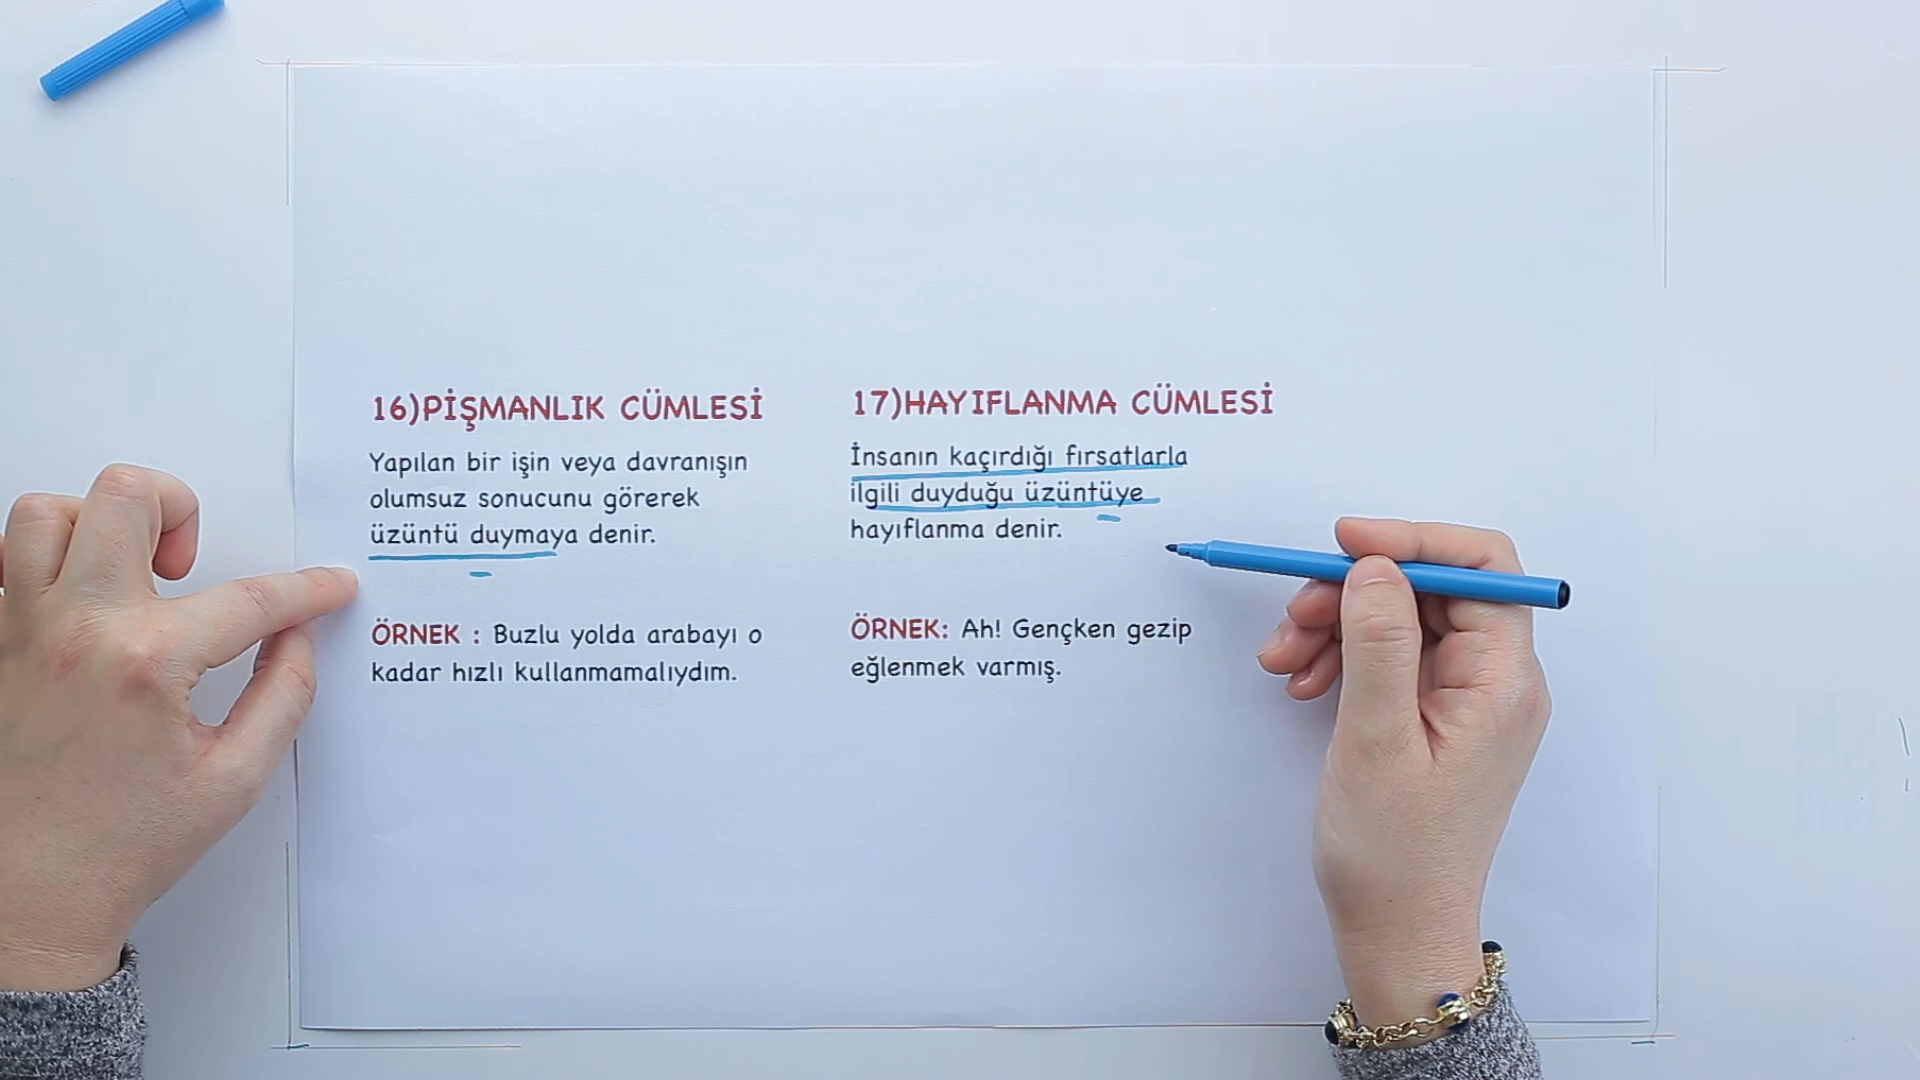 16)PİŞMANLIK CÜMLESİ
Yapılan bir işin veya davranışın
olumsuz sonucunu görerek
üzüntü duymaya denir.
ÖRNEK : Buzlu yolda arabayı o
kadar hızlı kullanmamalıydım.
17)HAYIFLANMA CÜMLESİ
İnsanın kaçırdığı fırsatlarla
ilgili duyduğu üzüntüye
hayıflanma denir.
ÖRNEK: Ah! Gençken gezip
eğlenmek varmış.